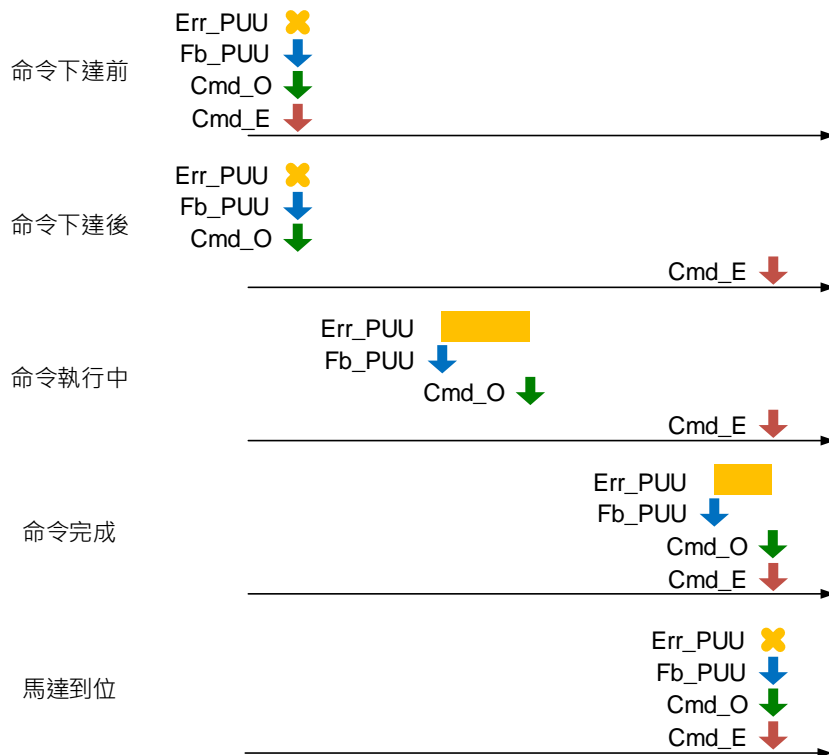 Err_PUU
Fb_PUU
命令下達前
Cmd_O
Cmd_E
Err_PUU
Fb_PUU
命令下達後
Cmd_O
Cmd_E
Err_PUU
Fb_PUU
命令執行中
Cmd_O
Cmd_E
Err_PUU
Fb_PUU
命令完成
Cmd_O
Cmd_E
Err_PUU
Fb_PUU
馬達到位
Cmd_O
Cmd_E